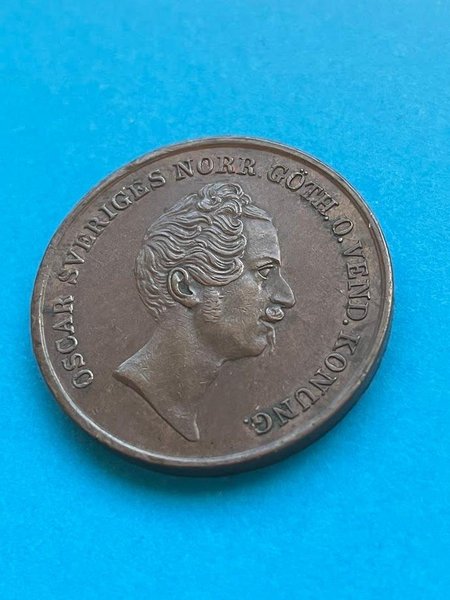 OSCAR SVERIGES NORR. GÖTH. O. VEND. KONUNG.